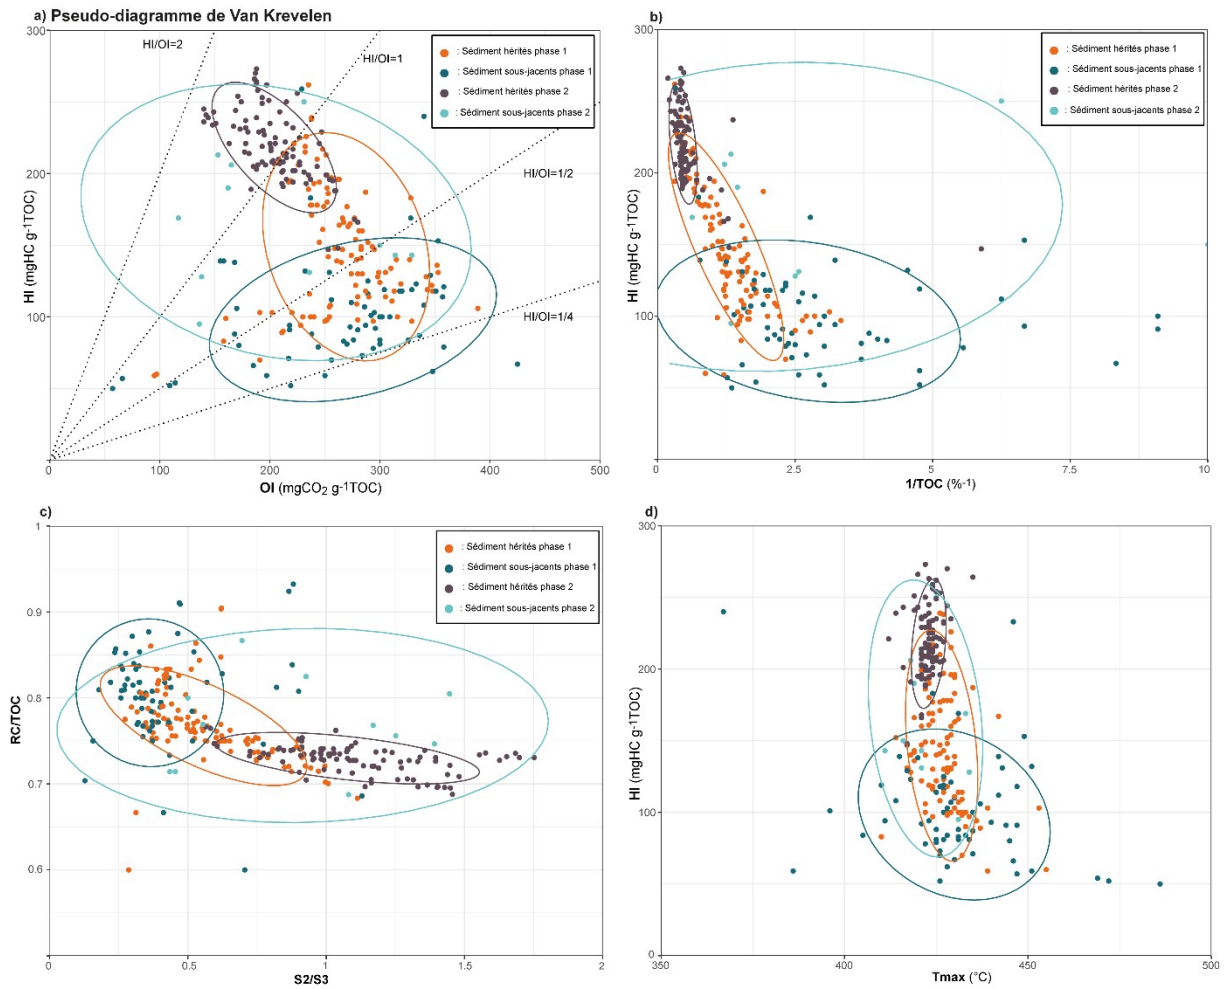 a) Pseudo-diagramme de Van Krevelen
300
200
100
0
HI (mgHC g-1TOC)
HI/OI=2
HI/OI=1
HI/OI=1/2
HI/OI=1/4
: Sédiment hérités phase 1
: Sédiment sous-jacents phase 1
: Sédiment hérités phase 2
: Sédiment sous-jacents phase 2
0 100 200 300 400 500
OI (mgCO2 g-1TOC)
b)
300
200
100
0
HI (mgHC g-1TOC)
: Sédiment hérités phase 1
: Sédiment sous-jacents phase 1
: Sédiment hérités phase 2
: Sédiment sous-jacents phase 2
0 2.5 5 7.5 10
1/TOC (%-1)
c)
1
0.9
0.8
0.7
0.6
RC/TOC
: Sédiment hérités phase 1
: Sédiment sous-jacents phase 1
: Sédiment hérités phase 2
: Sédiment sous-jacents phase 2
0 0.5 1 1.5 2
S2/S3
d)
300
200
100
0
HI (mgHC g-1TOC)
350 400 450 500
Tmax (°C)